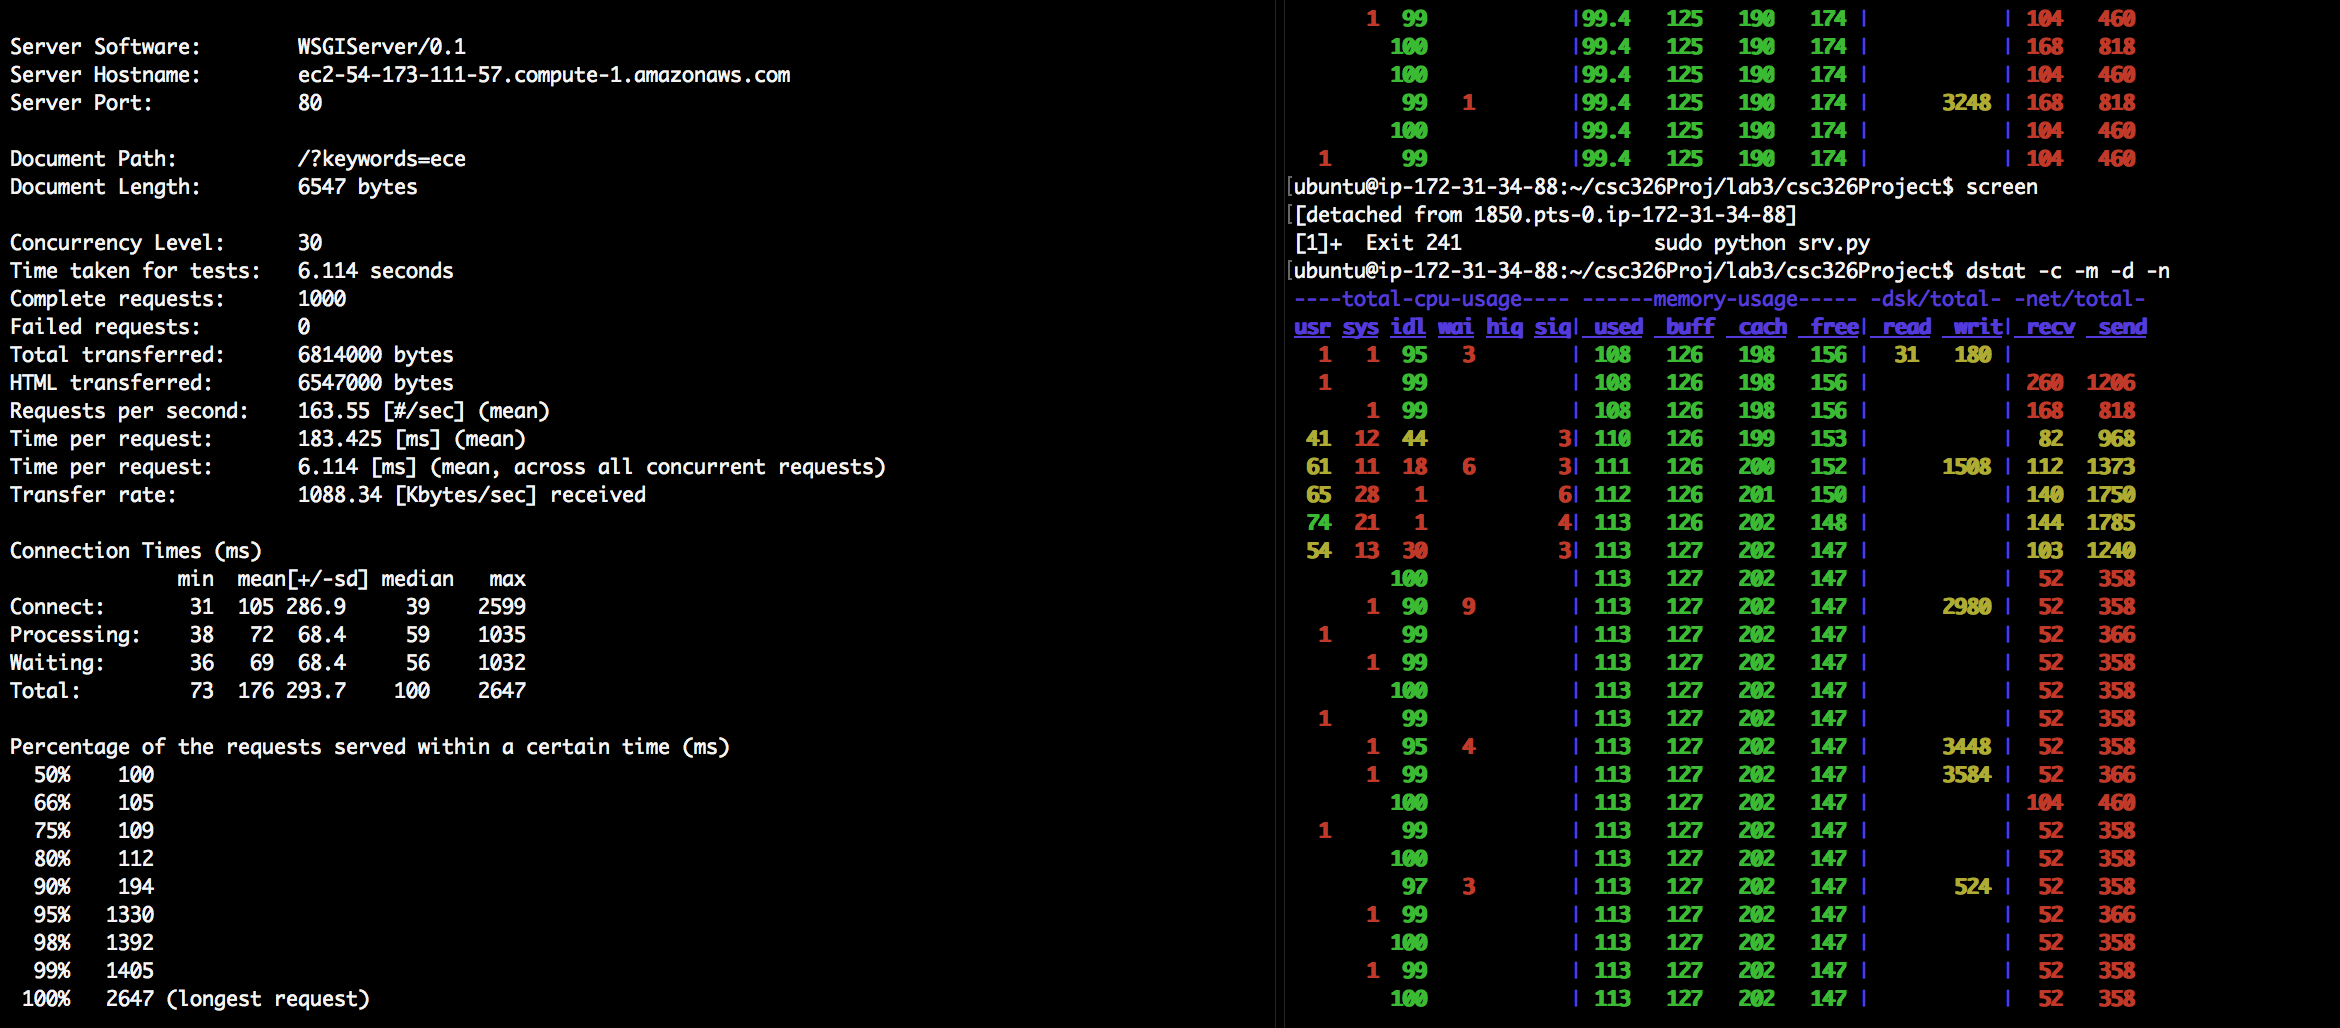 Server Software:        WSGIServer/0.1
Server Hostname:        ec2-54-173-111-57.compute-1.amazonaws.com
Server Port:            80
Document Path:          /?keywords=ece
Document Length:        6547 bytes
Concurrency Level:      30
Time taken for tests:   6.114 seconds
Complete requests:      1000
Failed requests:        0
Total transferred:      6814000 bytes
HTML transferred:       6547000 bytes
Requests per second:    163.55 [#/sec] (mean)
Time per request:       183.425 [ms] (mean)
Time per request:       6.114 [ms] (mean, across all concurrent requests)
Transfer rate:          1088.34 [Kbytes/sec] received
Connection Times (ms)
              min  mean[+/-sd] median   max
Connect:       31  105 286.9     39    2599
Processing:    38   72  68.4     59    1035
Waiting:       36   69  68.4     56    1032
Total:         73  176 293.7    100    2647
Percentage of the requests served within a certain time (ms)
  50%    100
  66%    105
  75%    109
  80%    112
  90%    194
  95%   1330
  98%   1392
  99%   1405
 100%   2647 (longest request)
      1  99            |99.4   125   190   174 |            | 104   460
        100            |99.4   125   190   174 |            | 168   818
        100            |99.4   125   190   174 |            | 104   460
         99   1        |99.4   125   190   174 |      3248 | 168   818
        100            |99.4   125   190   174 |            | 104   460
  1      99            |99.4   125   190   174 |            | 104   460
[ubuntu@ip-172-31-34-88:~/csc326Proj/lab3/csc326Project$ screen
[[detached from 1850.pts-0.ip-172-31-34-88]
[1]+  Exit 241                sudo python srv.py
[ubuntu@ip-172-31-34-88:~/csc326Proj/lab3/csc326Project$ dstat -c -m -d -n
----total-cpu-usage---- ------memory-usage----- -dsk/total- -net/total-
usr sys idl wai hiq siq| used  buff  cach  free| read  writ| recv  send
  1   1  95   3        | 108   126   198   156 |  31   180 |
  1      99            | 108   126   198   156 |           | 260  1206
      1  99            | 108   126   198   156 |           | 168   818
 41  12  44           3| 110   126   199   153 |           |  82   968
 61  11  18   6       3| 111   126   200   152 |      1508 | 112  1373
 65  28   1           6| 112   126   201   150 |           | 140  1750
 74  21   1           4| 113   126   202   148 |           | 144  1785
 54  13  30           3| 113   127   202   147 |           | 103  1240
        100            | 113   127   202   147 |           |  52   358
      1  90   9        | 113   127   202   147 |      2980 |  52   358
  1      99            | 113   127   202   147 |           |  52   366
      1  99            | 113   127   202   147 |           |  52   358
        100            | 113   127   202   147 |           |  52   358
  1      99            | 113   127   202   147 |           |  52   358
      1  95   4        | 113   127   202   147 |      3448 |  52   358
      1  99            | 113   127   202   147 |      3584 |  52   366
        100            | 113   127   202   147 |           | 104   460
  1      99            | 113   127   202   147 |           |  52   358
        100            | 113   127   202   147 |           |  52   358
         97   3        | 113   127   202   147 |       524 |  52   358
      1  99            | 113   127   202   147 |           |  52   366
        100            | 113   127   202   147 |           |  52   358
      1  99            | 113   127   202   147 |           |  52   358
        100            | 113   127   202   147 |           |  52   358